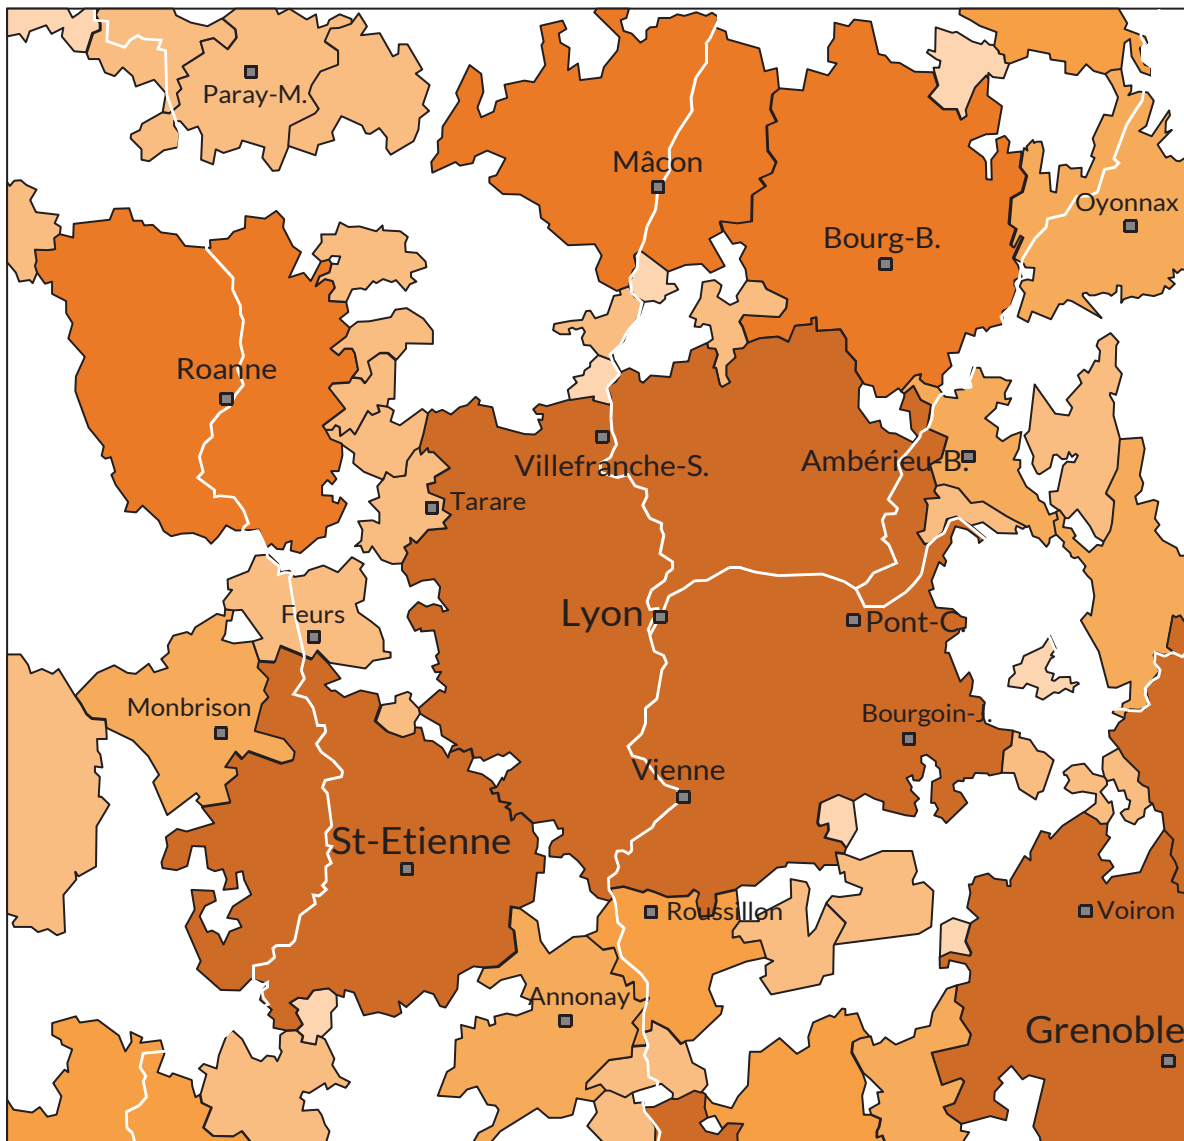 Paray-M.
Mâcon
Oyonnax
Bourg-B.
Roanne
Villefranche-S.
Ambérieu-B.
Tarare
Lyon
Feurs
Pont-C.
Monbrison
Bourgoin-J.
Vienne
St-Etienne
Roussillon
Voiron
Annonay
Grenoble